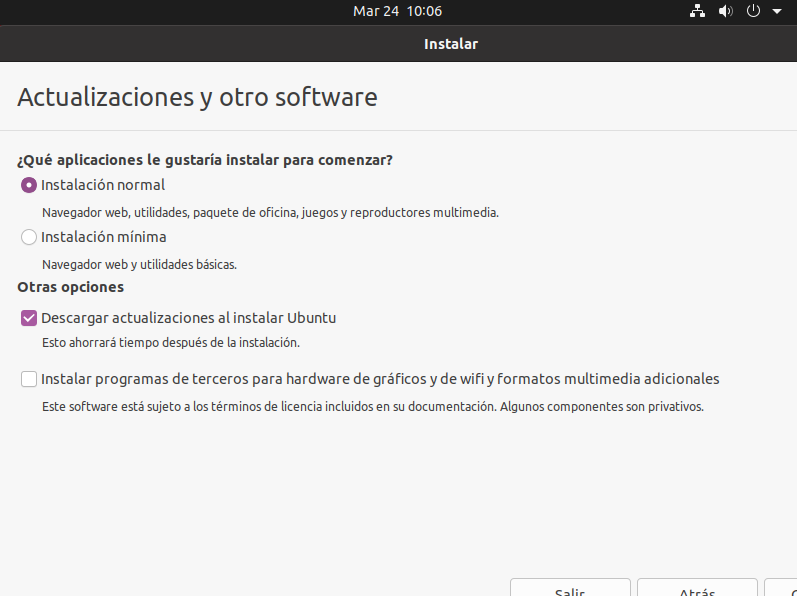 Mar 24 10:06
Instalar
Actualizaciones y otro software
¿Qué aplicaciones le gustaría instalar para comenzar?
Instalación normal
Navegador web, utilidades, paquete de oficina, juegos y reproductores multimedia.
Instalación mínima
Navegador web y utilidades básicas.
Otras opciones
Descargar actualizaciones al instalar Ubuntu
Esto ahorrará tiempo después de la instalación.
Instalar programas de terceros para hardware de gráficos y de wifi y formatos multimedia adicionales
Este software está sujeto a los términos de licencia incluidos en su documentación. Algunos componentes son privativos.
Salir Atrás